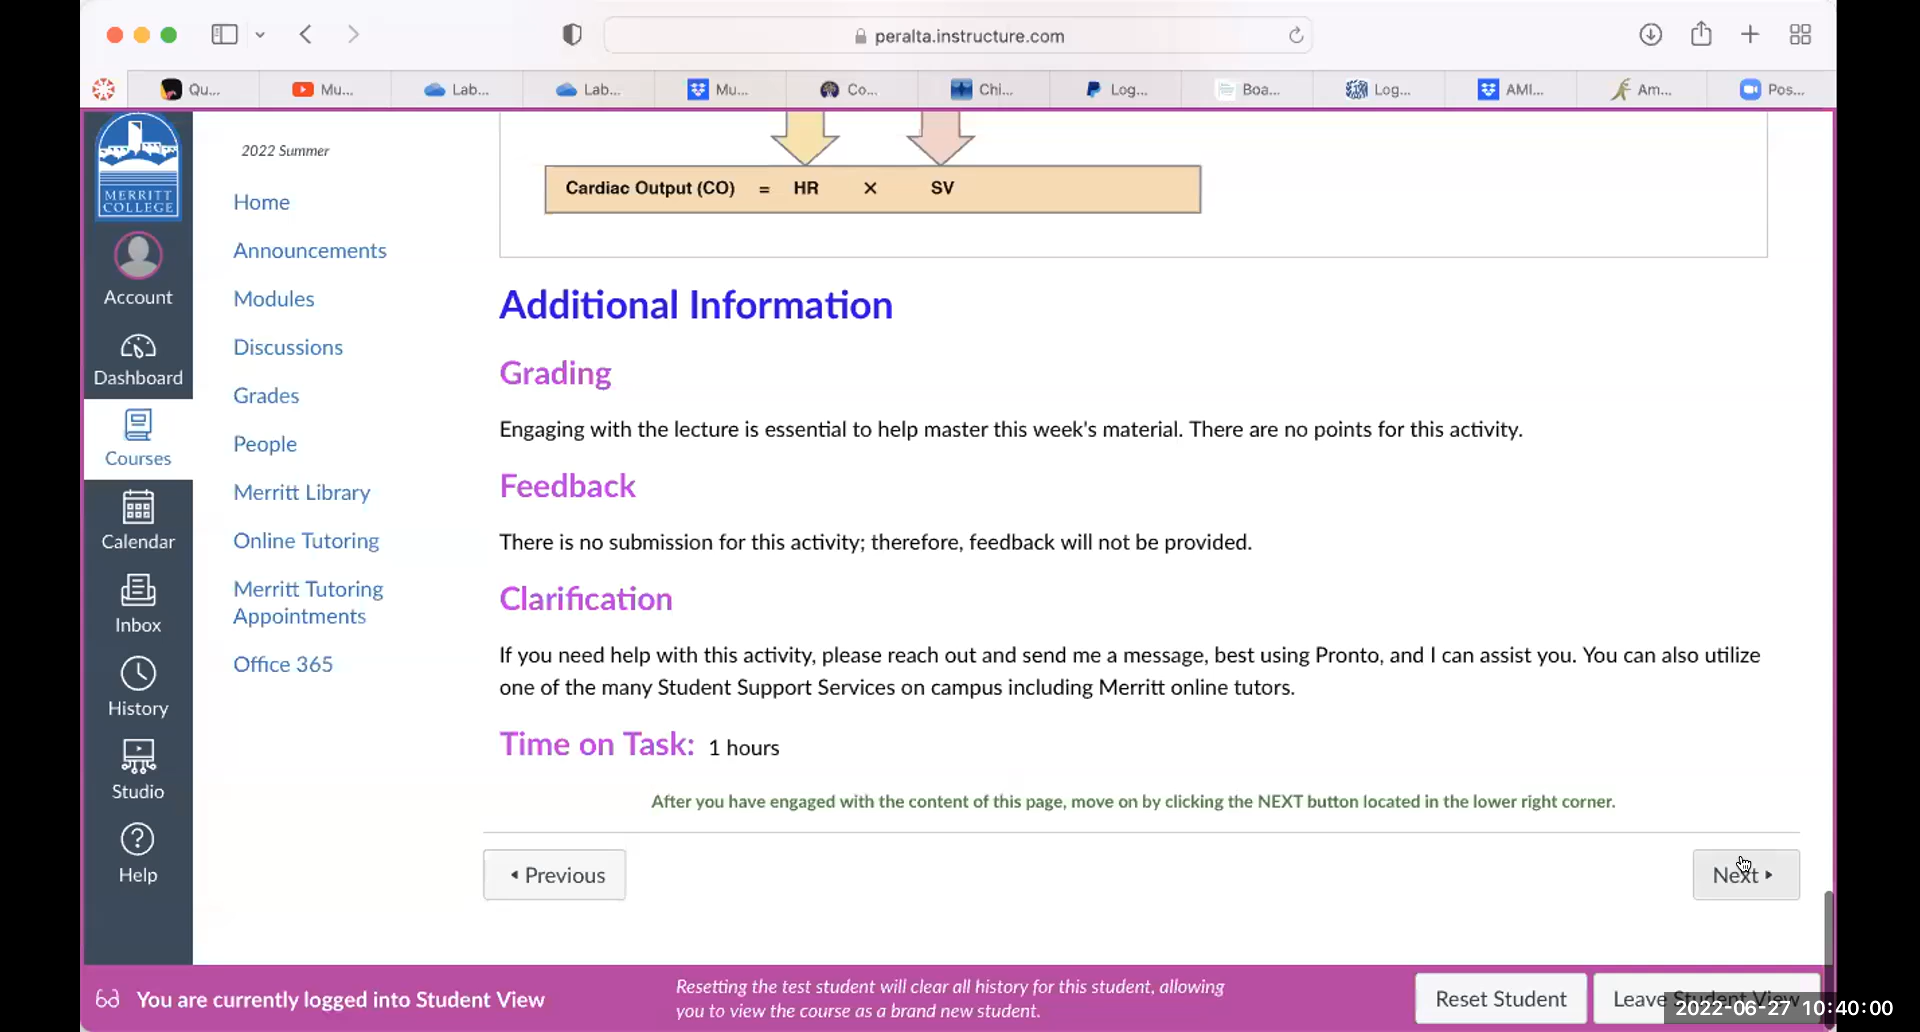 peralta.instructure.com
Qu...
Mu...
Lab...
Lab...
Mu...
Co...
Chi...
Log...
Boa...
Log...
AMI...
Am...
Pos...
MERRITT
COLLEGE
Account
Dashboard
Courses
Calendar
Inbox
History
Studio
Help
2022 Summer
Home
Announcements
Modules
Discussions
Grades
People
Merritt Library
Online Tutoring
Merritt Tutoring
Appointments
Office 365
Cardiac Output (CO) = HR × SV
Additional Information
Grading
Engaging with the lecture is essential to help master this week's material. There are no points for this activity.
Feedback
There is no submission for this activity; therefore, feedback will not be provided.
Clarification
If you need help with this activity, please reach out and send me a message, best using Pronto, and I can assist you. You can also utilize
one of the many Student Support Services on campus including Merritt online tutors.
Time on Task: 1 hours
After you have engaged with the content of this page, move on by clicking the NEXT button located in the lower right corner.
Previous
Next
You are currently logged into Student View
Resetting the test student will clear all history for this student, allowing
you to view the course as a brand new student.
Reset Student
Leave Student View
2022-06-27 10:40:00